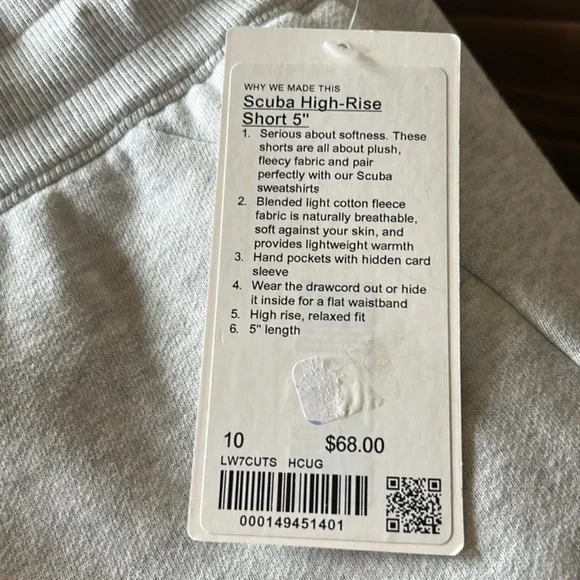 WHY WE MADE THIS
Scuba High-Rise
Short 5"
1. Serious about softness. These
shorts are all about plush,
fleecy fabric and pair
perfectly with our Scuba
sweatshirts
2. Blended light cotton fleece
fabric is naturally breathable,
soft against your skin, and
provides lightweight warmth
3. Hand pockets with hidden card
sleeve
4. Wear the drawcord out or hide
it inside for a flat waistband
5. High rise, relaxed fit
6. 5" length
10 $68.00
LW7CUTS HCUG
000149451401